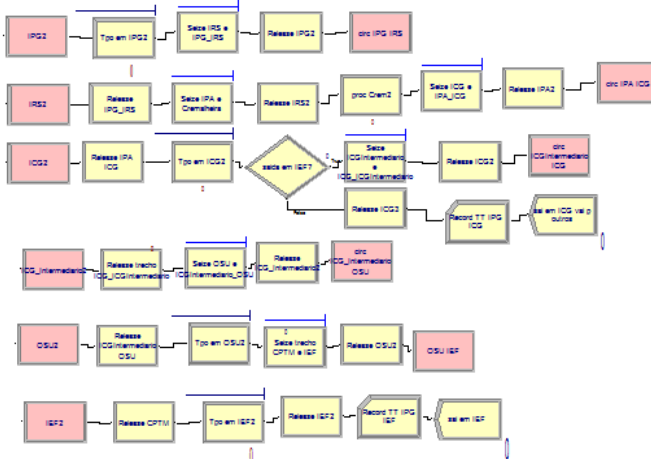 IPG2
Tpo em IPG2
Seize IRS e
IPG_IRS
Release IPG2
circ IPG IRS
IRS2
Release
IPG_IRS
Seize IPA e
Cremalheira
Release IRS2
proc Crem2
Seize ICG e
IPA_ICG
Release IPA2
circ IPA ICG
ICG2
Release IPA
ICG
Tpo em ICG2
saida em IEF?
Seize
ICGIntermediario
e
ICG_ICGIntermediario
Release ICG2
circ
ICGIntermediario
ICG
False
Release ICG3
Record TT IPG
ICG
sai em ICG vai p
outros
ICG_Intermediario2
Release trecho
ICG_ICGIntermediario
Seize OSU e
ICGIntermediario_OSU
Release
ICG_Intermediario2
circ
ICG_Intermediario
OSU
OSU2
Release
ICGIntermediario
OSU
Tpo em OSU2
Seize trecho
CPTM e IEF
Release OSU2
OSU IEF
IEF2
Release CPTM
Tpo em IEF2
Release IEF2
Record TT IPG
IEF
sai em IEF